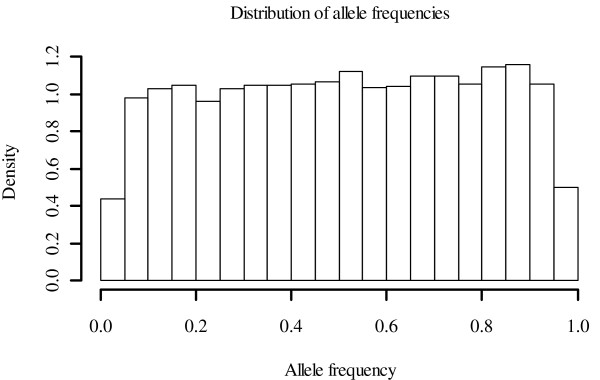 Distribution of allele frequencies
Density
0.0 0.2 0.4 0.6 0.8 1.0 1.2
0.0 0.2 0.4 0.6 0.8 1.0
Allele frequency